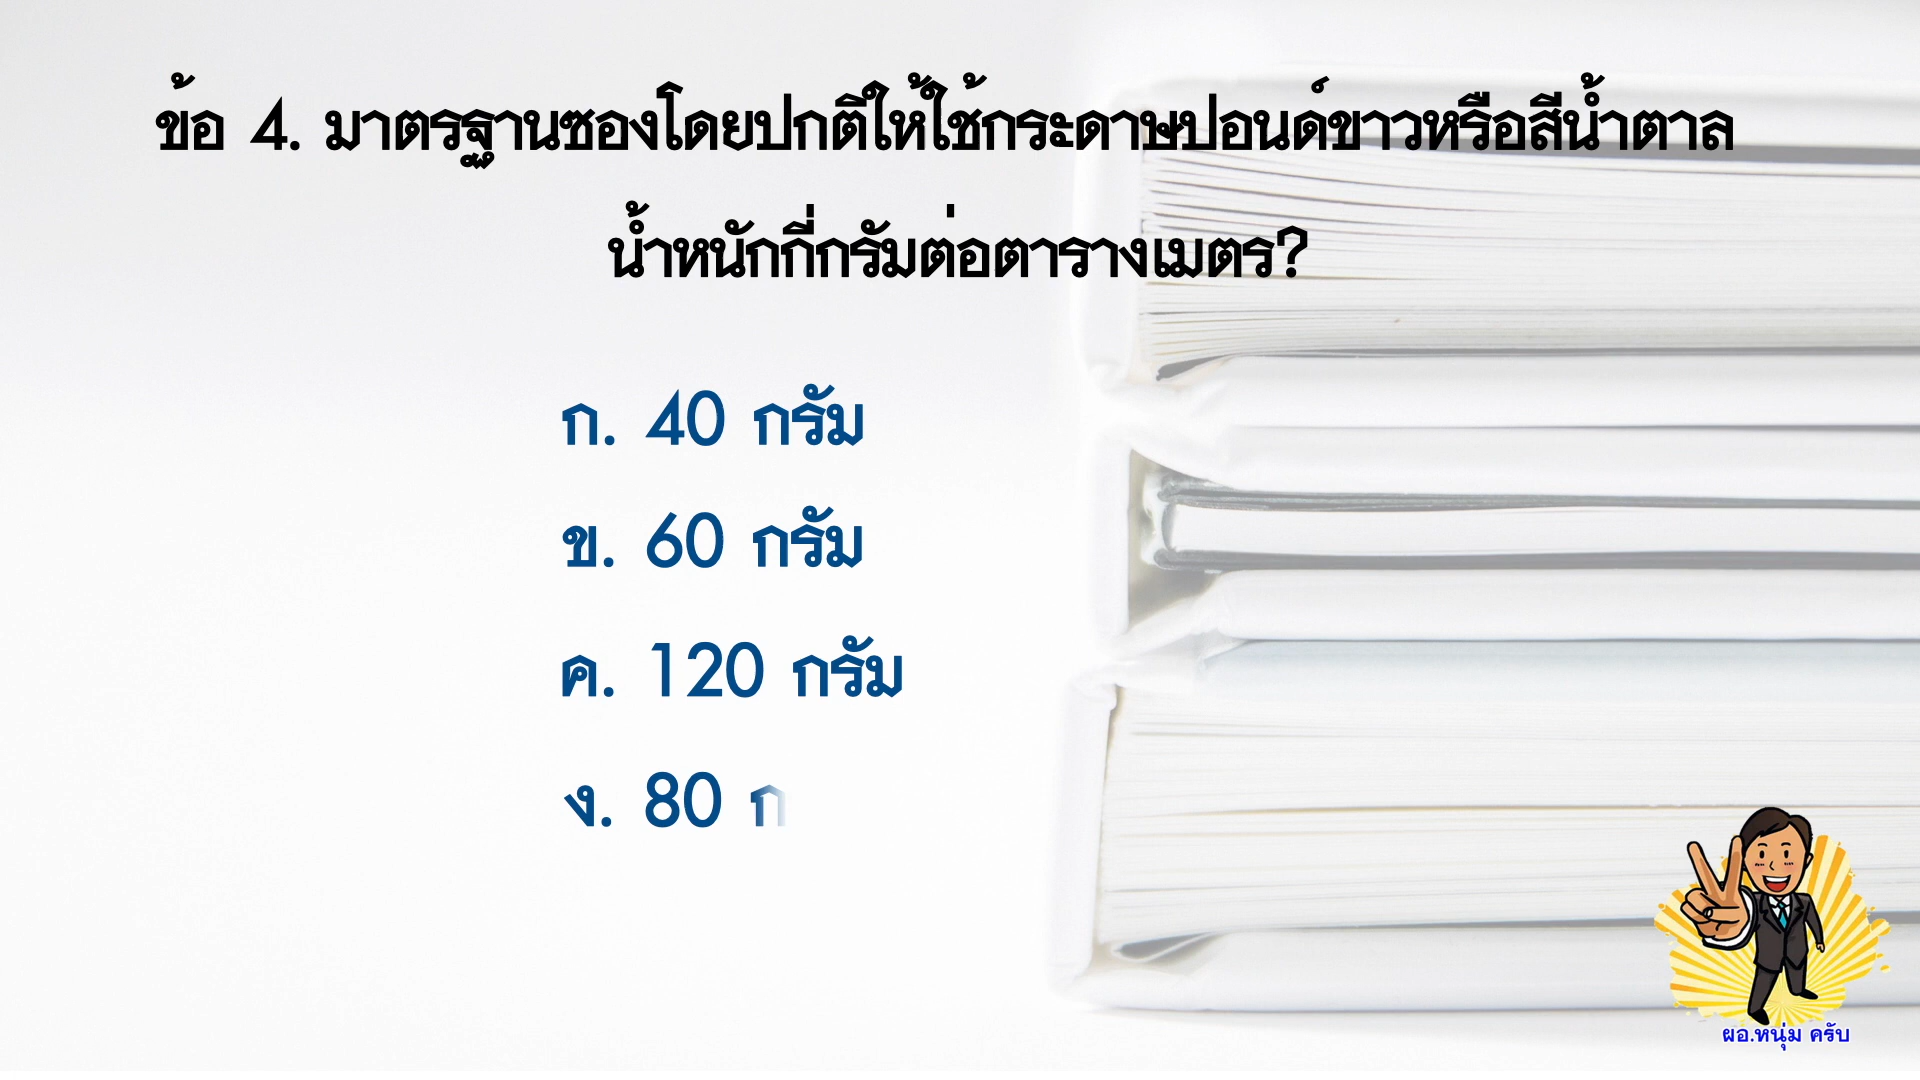 ข้อ 4. มาตรฐานซองโดยปกติให้ใช้กระดาษปอนด์ขาวหรือสีน้ำตาล
น้ำหนักกี่กรัมต่อตารางเมตร?
ก. 40 กรัม
ข. 60 กรัม
ค. 120 กรัม
ง. 80 ก
ผอ.หนุ่ม ครับ